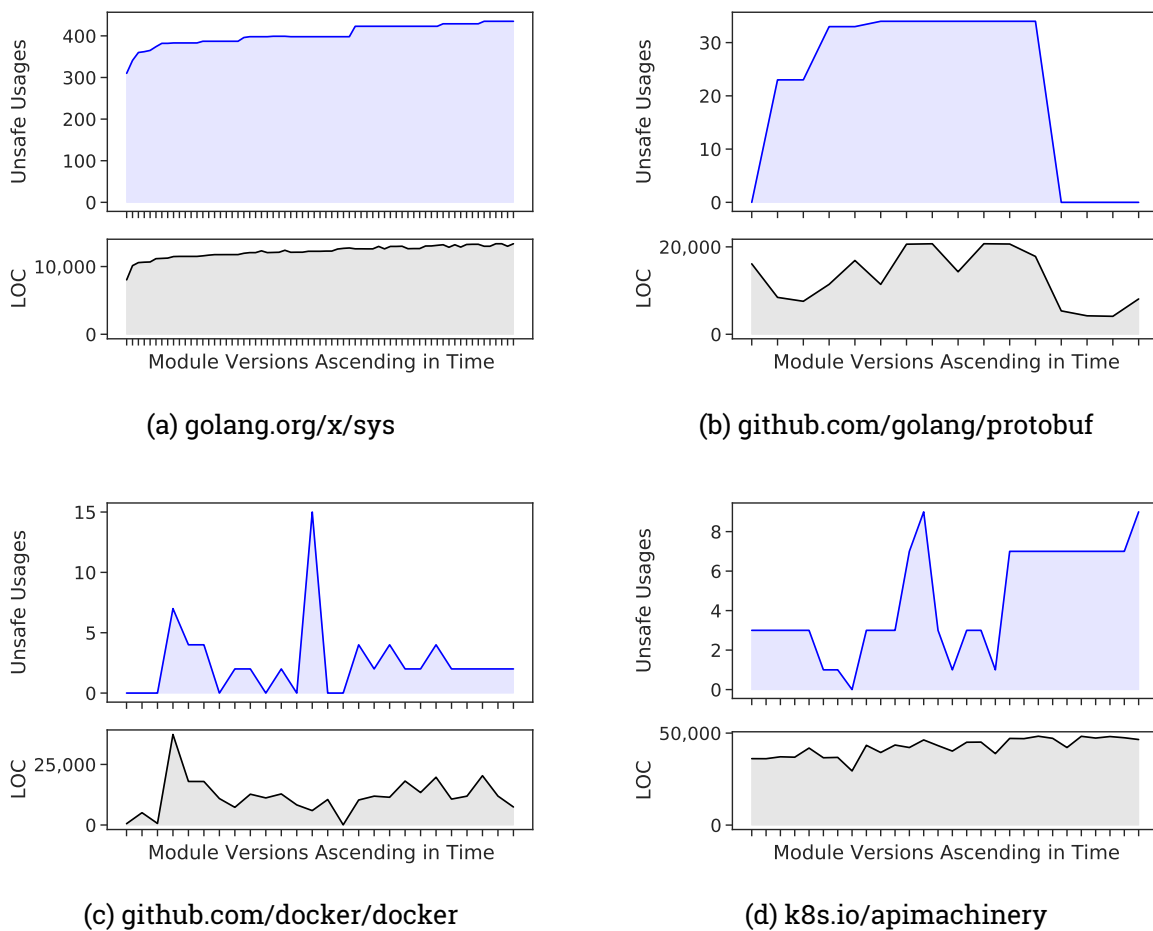 Unsafe Usages
400
300
200
100
0
LOC
10,000
0
Module Versions Ascending in Time
(a) golang.org/x/sys
Unsafe Usages
30
20
10
0
LOC
20,000
0
Module Versions Ascending in Time
(b) github.com/golang/protobuf
Unsafe Usages
15
10
5
0
LOC
25,000
0
Module Versions Ascending in Time
(c) github.com/docker/docker
Unsafe Usages
8
6
4
2
0
LOC
50,000
0
Module Versions Ascending in Time
(d) k8s.io/apimachinery